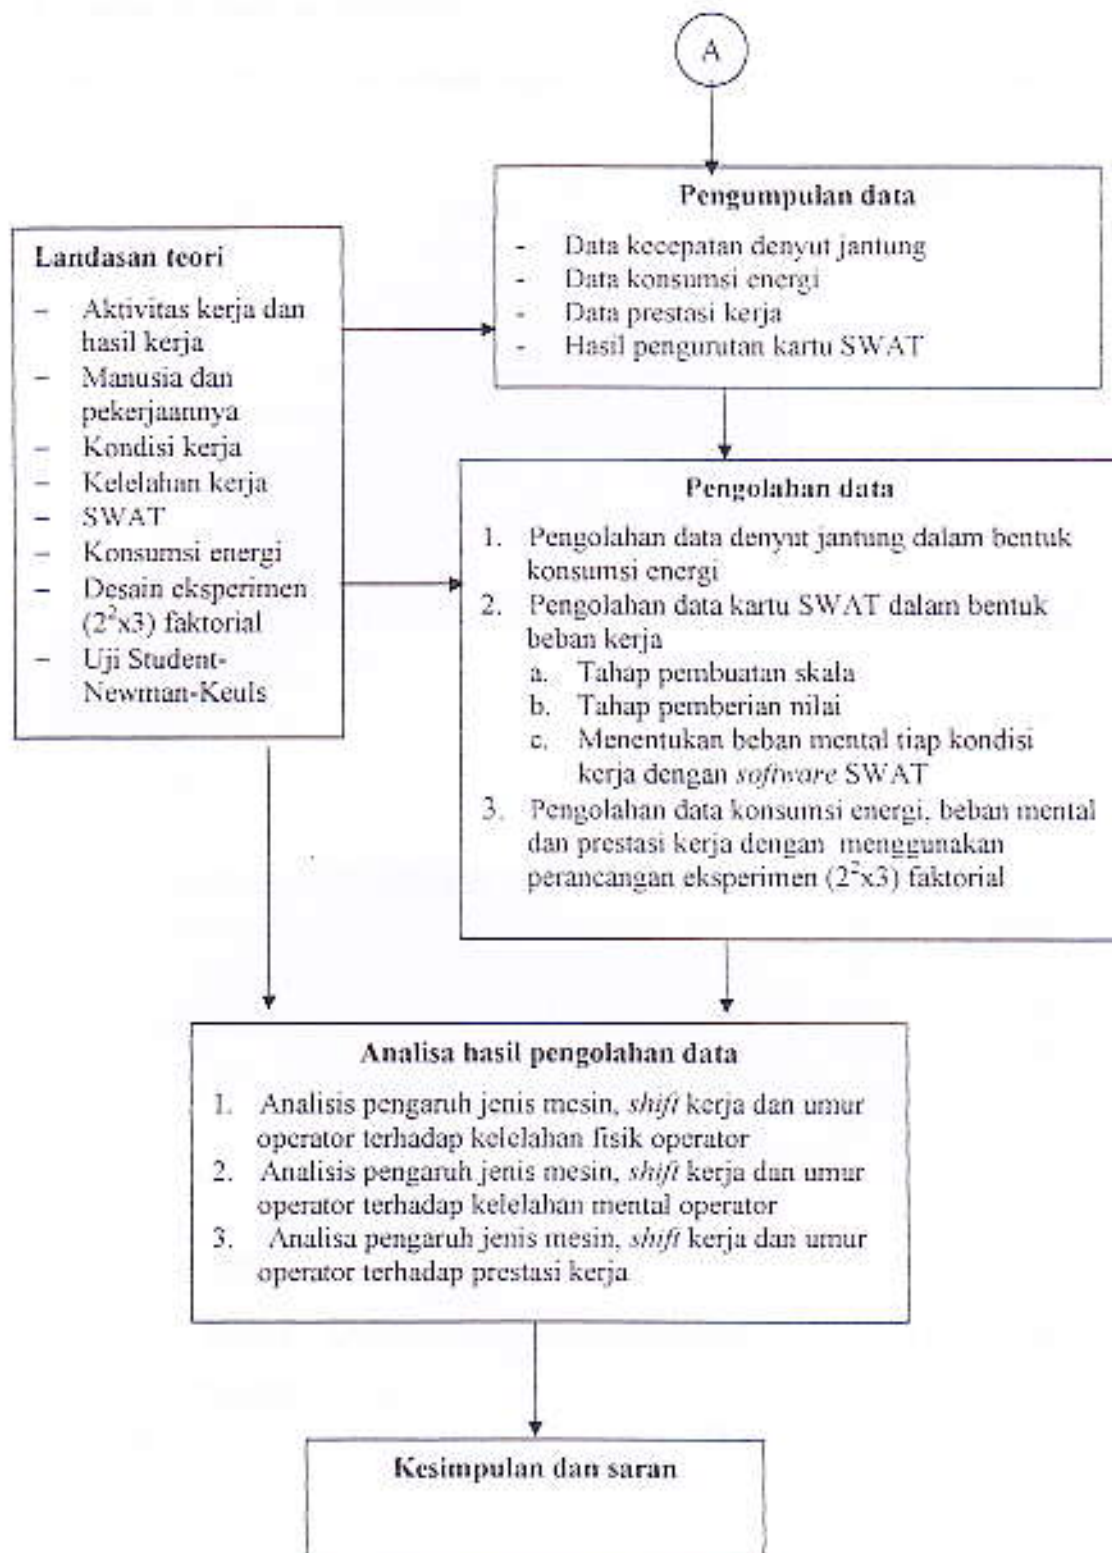 A
Pengumpulan data
- Data kecepatan denyut jantung
- Data konsumsi energi
- Data prestasi kerja
- Hasil pengurutan kartu SWAT
Landasan teori
– Aktivitas kerja dan
hasil kerja
– Manusia dan
pekerjaannya
– Kondisi kerja
– Kelelahan kerja
– SWAT
– Konsumsi energi
– Desain eksperimen
(2²x3) faktorial
– Uji Student-
Newman-Keuls
Pengolahan data
1. Pengolahan data denyut jantung dalam bentuk
konsumsi energi
2. Pengolahan data kartu SWAT dalam bentuk
beban kerja
a. Tahap pembuatan skala
b. Tahap pemberian nilai
c. Menentukan beban mental tiap kondisi
kerja dengan software SWAT
3. Pengolahan data konsumsi energi, beban mental
dan prestasi kerja dengan menggunakan
perancangan eksperimen (2²x3) faktorial
Analisa hasil pengolahan data
1. Analisis pengaruh jenis mesin, shift kerja dan umur
operator terhadap kelelahan fisik operator
2. Analisis pengaruh jenis mesin, shift kerja dan umur
operator terhadap kelelahan mental operator
3. Analisa pengaruh jenis mesin, shift kerja dan umur
operator terhadap prestasi kerja
Kesimpulan dan saran